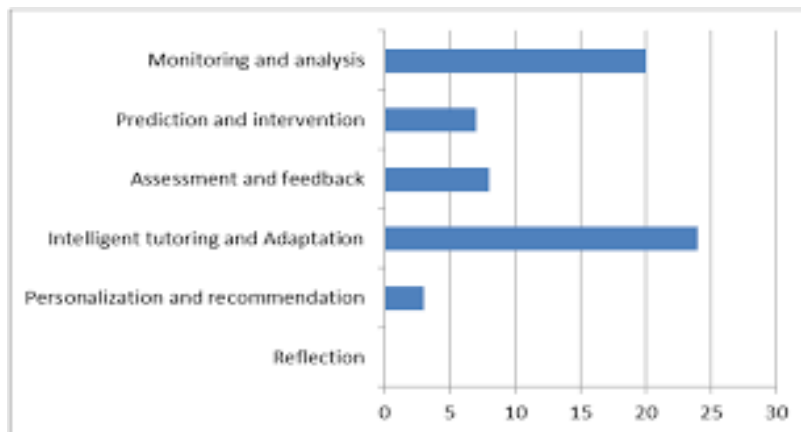 Monitoring and analysis
Prediction and intervention
Assessment and feedback
Intelligent tutoring and Adaptation
Personalization and recommendation
Reflection
0 5 10 15 20 25 30